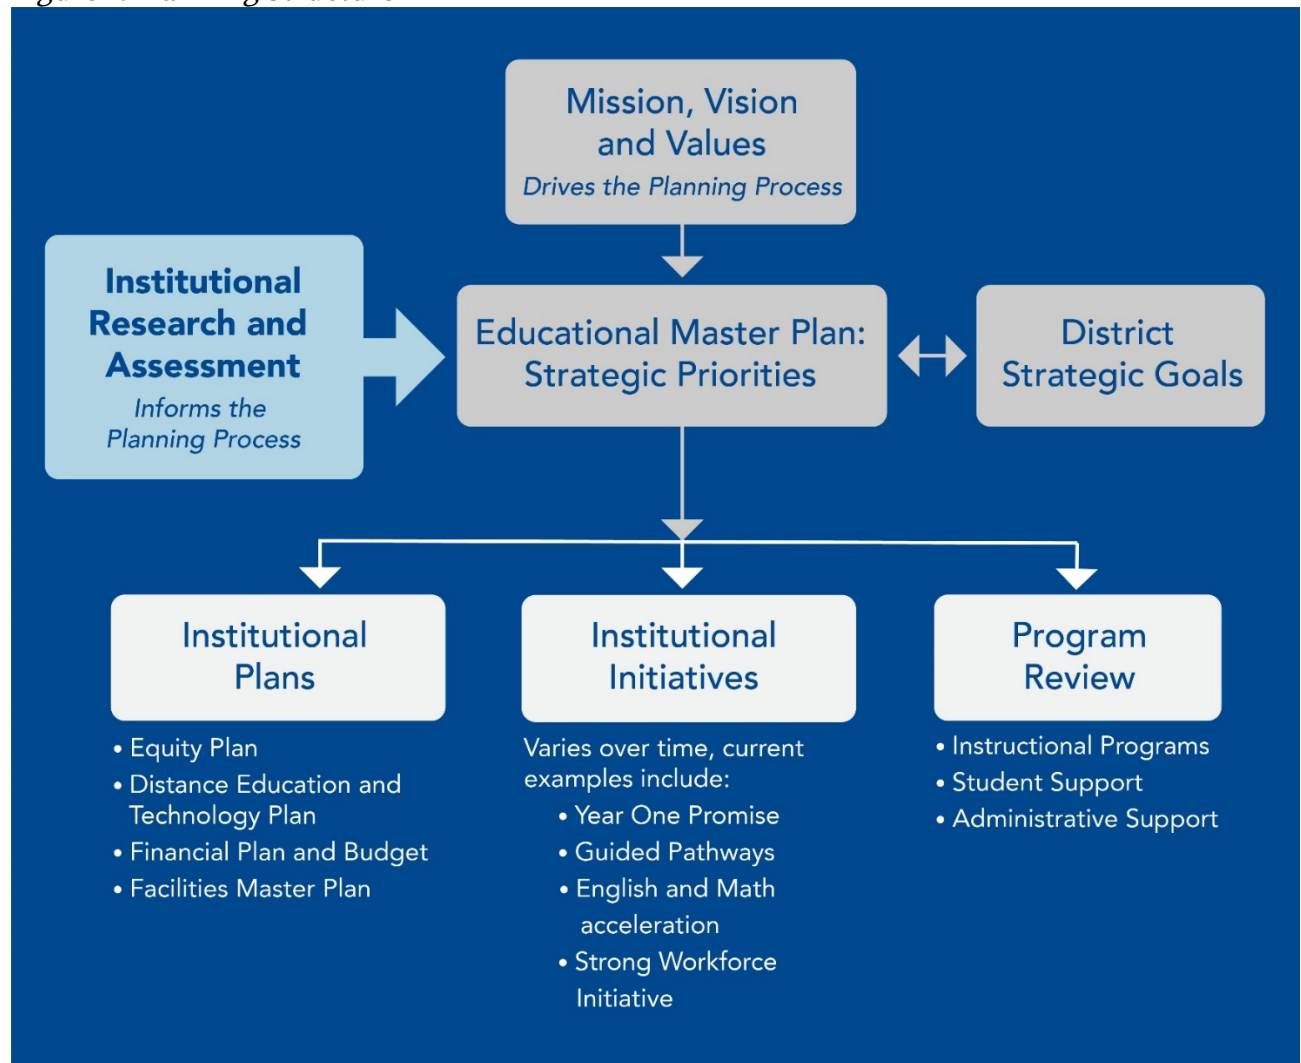 Mission, Vision
and Values
Drives the Planning Process
Institutional
Research and
Assessment
Informs the
Planning Process
Educational Master Plan:
Strategic Priorities
District
Strategic Goals
Institutional
Plans
• Equity Plan
• Distance Education and
Technology Plan
• Financial Plan and Budget
• Facilities Master Plan
Institutional
Initiatives
Varies over time, current
examples include:
• Year One Promise
• Guided Pathways
• English and Math
acceleration
• Strong Workforce
Initiative
Program
Review
• Instructional Programs
• Student Support
• Administrative Support